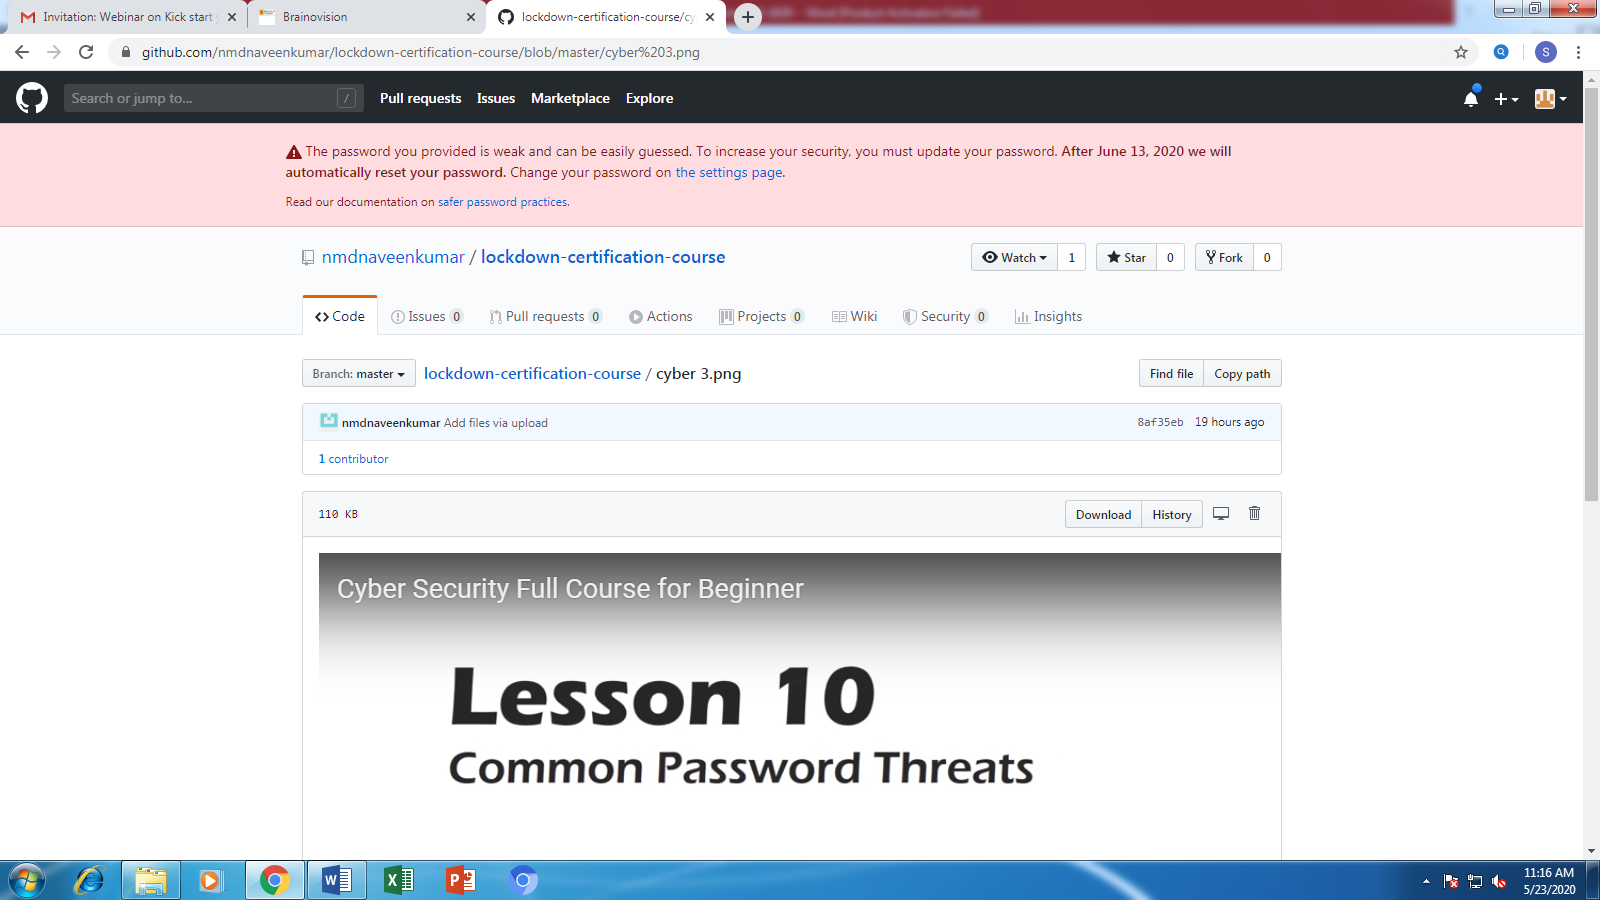 Invitation: Webinar on Kick start
Brainovision
lockdown-certification-course/cy
github.com/nmdnaveenkumar/lockdown-certification-course/blob/master/cyber%203.png
S
Search or jump to...
/
Pull requests
Issues
Marketplace
Explore
The password you provided is weak and can be easily guessed. To increase your security, you must update your password. After June 13, 2020 we will
automatically reset your password. Change your password on the settings page.
Read our documentation on safer password practices.
nmdnaveenkumar / lockdown-certification-course
Watch 1
Star 0
Fork 0
Code
Issues 0
Pull requests 0
Actions
Projects 0
Wiki
Security 0
Insights
Branch: master
lockdown-certification-course / cyber 3.png
Find file
Copy path
nmdnaveenkumar Add files via upload
8af35eb 19 hours ago
1 contributor
110 KB
Download
History
Cyber Security Full Course for Beginner
Lesson 10
Common Password Threats
11:16 AM
5/23/2020